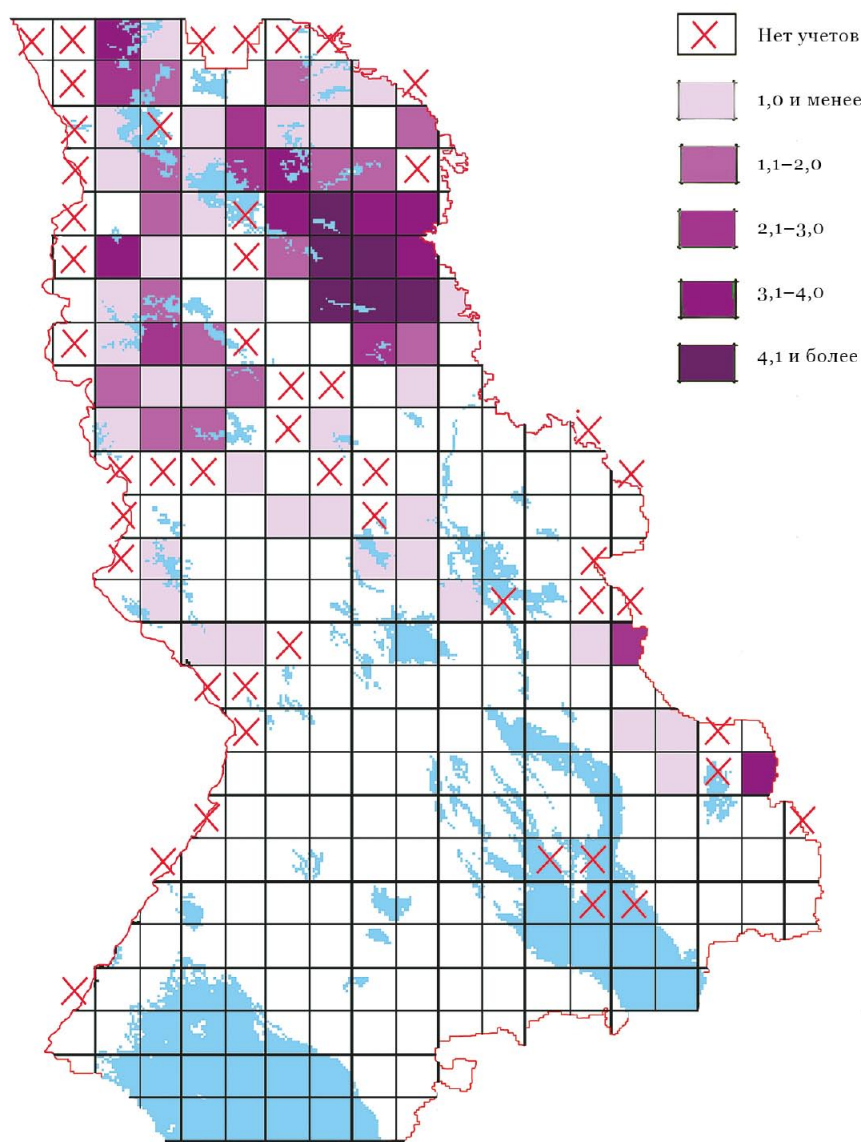 Нет учетов
1,0 и менее
1,1–2,0
2,1–3,0
3,1–4,0
4,1 и более